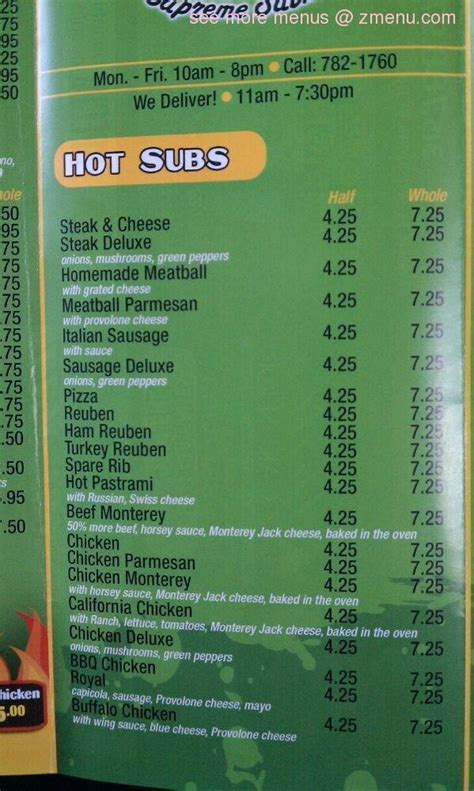 see more menus @ zmenu.com
Supreme Subs
Mon. - Fri. 10am - 8pm • Call: 782-1760
We Deliver! • 11am - 7:30pm
HOT SUBS
Half Whole
Steak & Cheese 4.25 7.25
Steak Deluxe 4.25 7.25
onions, mushrooms, green peppers
Homemade Meatball 4.25 7.25
with grated cheese
Meatball Parmesan 4.25 7.25
with provolone cheese
Italian Sausage 4.25 7.25
with sauce
Sausage Deluxe 4.25 7.25
onions, green peppers
Pizza 4.25 7.25
Reuben 4.25 7.25
Ham Reuben 4.25 7.25
Turkey Reuben 4.25 7.25
Spare Rib 4.25 7.25
Hot Pastrami 4.25 7.25
with Russian, Swiss cheese
Beef Monterey 4.25 7.25
50% more beef, horsey sauce, Monterey Jack cheese, baked in the oven
Chicken 4.25 7.25
Chicken Parmesan 4.25 7.25
Chicken Monterey 4.25 7.25
with horsey sauce, Monterey Jack cheese, baked in the oven
California Chicken 4.25 7.25
with Ranch, lettuce, tomatoes, Monterey Jack cheese, baked in the oven
Chicken Deluxe 4.25 7.25
onions, mushrooms, green peppers
BBQ Chicken 4.25 7.25
Royal 4.25 7.25
capicola, sausage, Provolone cheese, mayo
Buffalo Chicken 4.25 7.25
with wing sauce, blue cheese, Provolone cheese